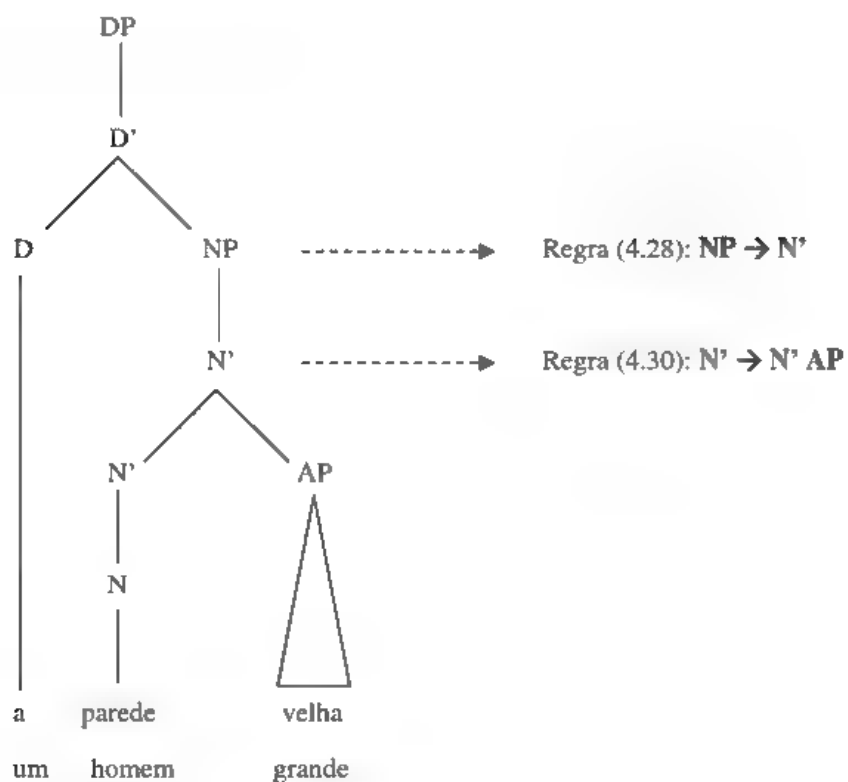 DP
D'
D NP Regra (4.28): NP → N'
N' Regra (4.30): N' → N' AP
N' AP
N
a parede velha
um homem grande